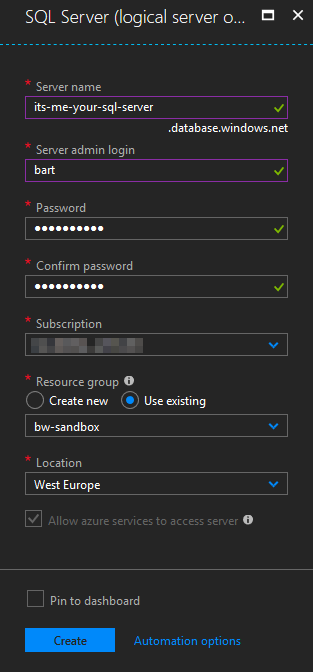 SQL Server (logical server o...
* Server name
its-me-your-sql-server
.database.windows.net
* Server admin login
bart
* Password
••••••••••
* Confirm password
••••••••••
* Subscription
* Resource group
Create new Use existing
bw-sandbox
* Location
West Europe
Allow azure services to access server
Pin to dashboard
Create Automation options